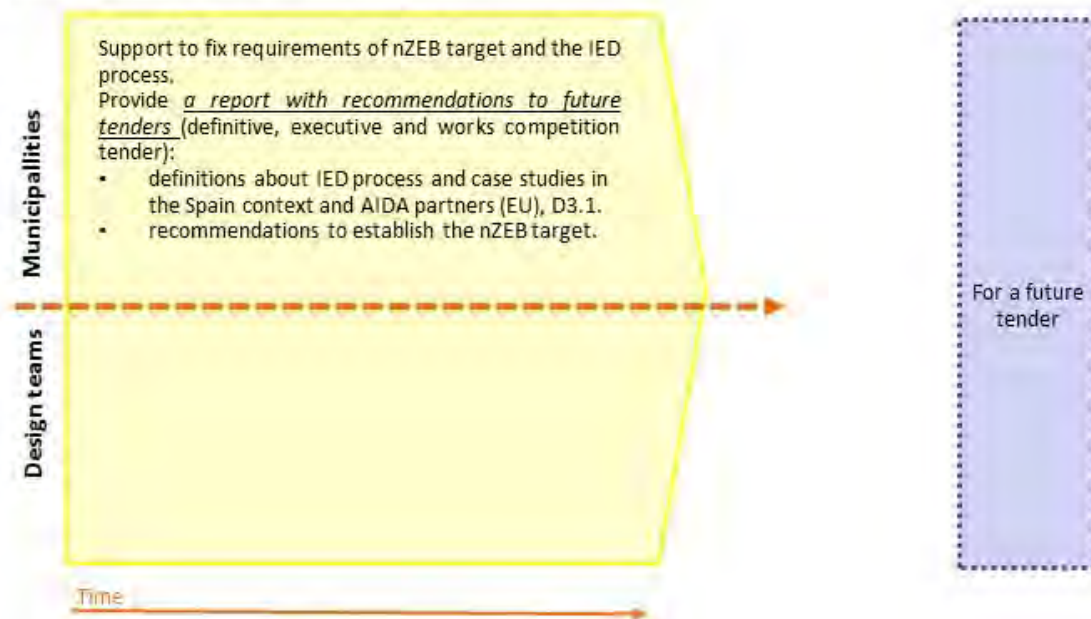 Support to fix requirements of nZEB target and the IED
process.
Provide a report with recommendations to future
tenders (definitive, executive and works competition
tender):
• definitions about IED process and case studies in
the Spain context and AIDA partners (EU), D3.1.
• recommendations to establish the nZEB target.
Municipallities
Design teams
For a future
tender
Time